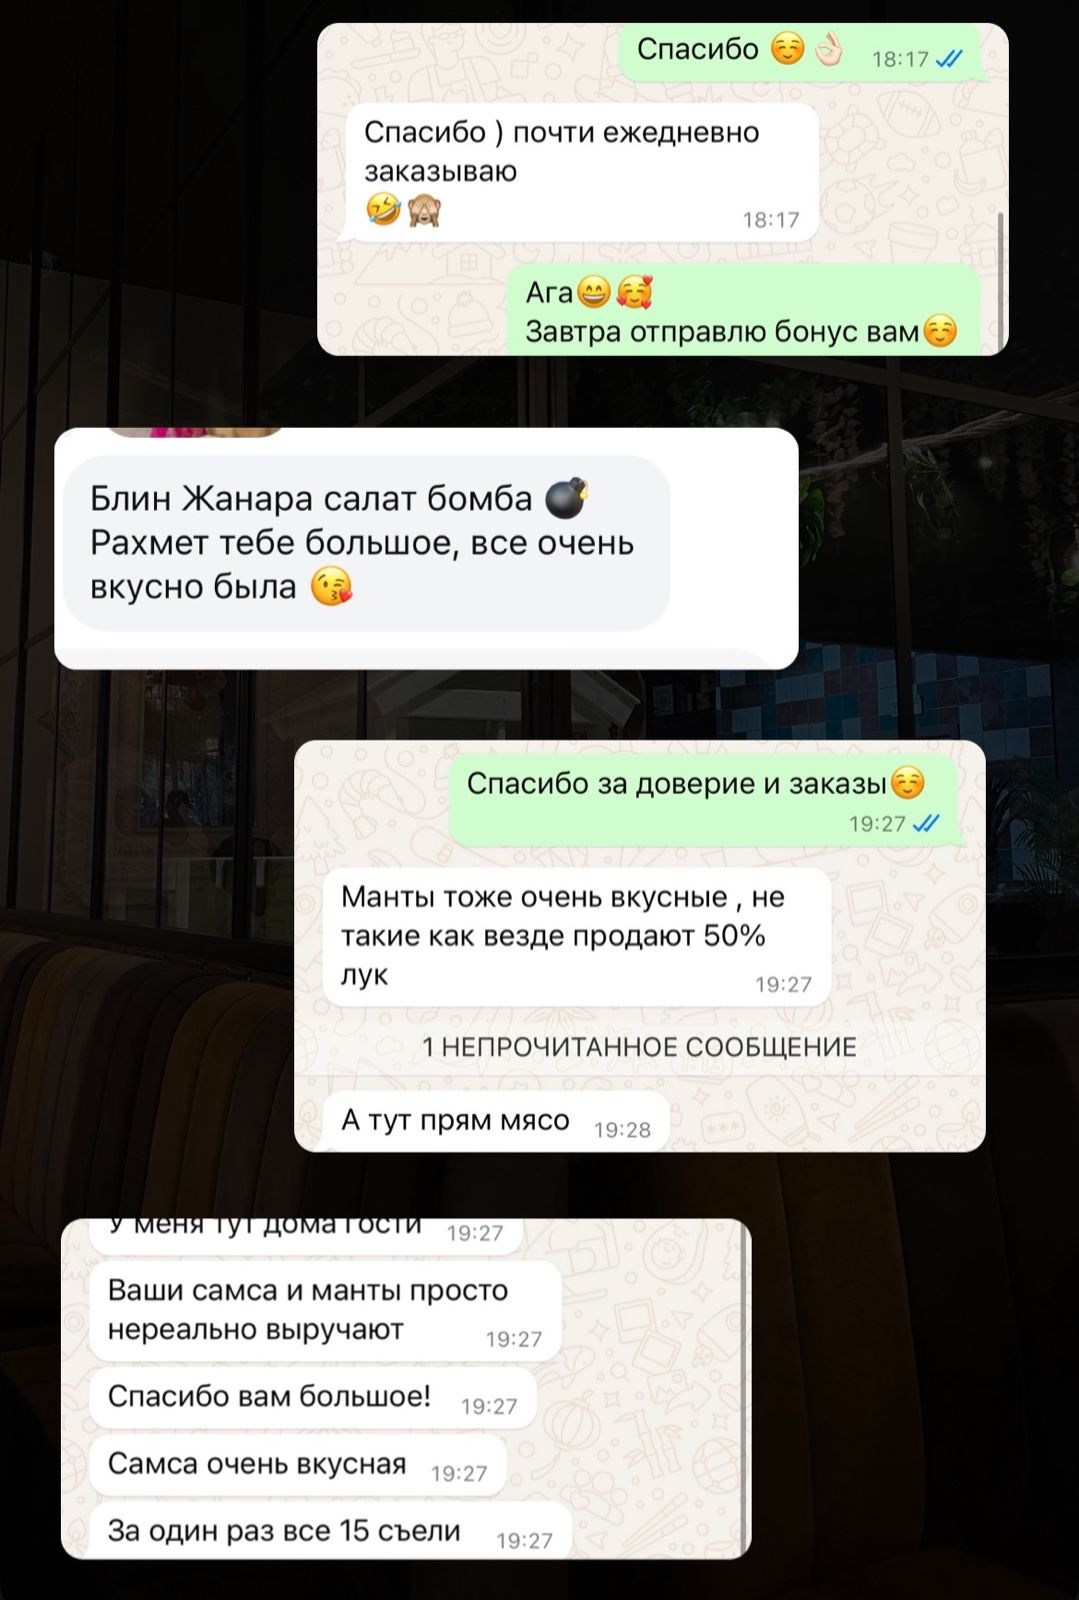 Спасибо ☺️👌🏻 18:17
Спасибо ) почти ежедневно
заказываю
🤣🙈 18:17
Ага😄🥰
Завтра отправлю бонус вам☺️
Блин Жанара салат бомба 💣
Рахмет тебе большое, все очень
вкусно была 😘
Спасибо за доверие и заказы☺️
19:27
Манты тоже очень вкусные , не
такие как везде продают 50%
лук 19:27
1 НЕПРОЧИТАННОЕ СООБЩЕНИЕ
А тут прям мясо 19:28
У меня тут дома гости 19:27
Ваши самса и манты просто
нереально выручают 19:27
Спасибо вам большое! 19:27
Самса очень вкусная 19:27
За один раз все 15 съели 19:27